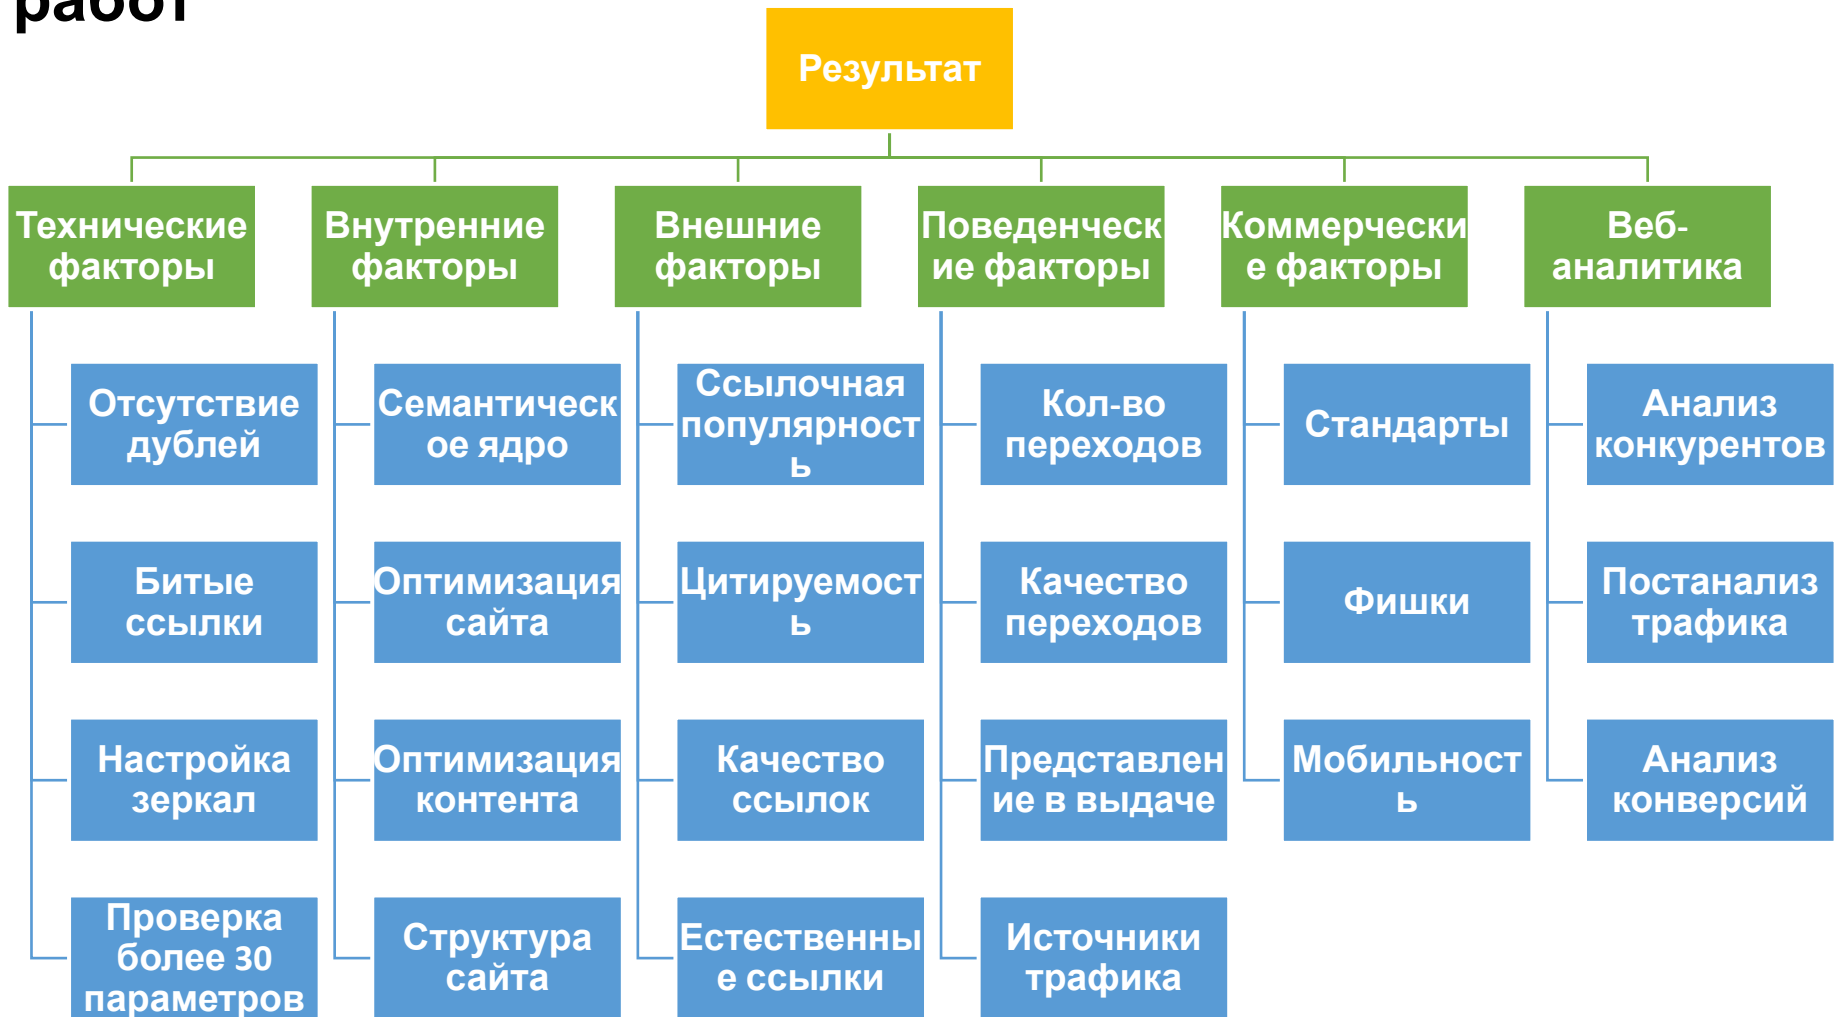 работ
Результат
Технические
факторы
Внутренние
факторы
Внешние
факторы
Поведенческ
ие факторы
Коммерчески
е факторы
Веб-
аналитика
Отсутствие
дублей
Битые
ссылки
Настройка
зеркал
Проверка
более 30
параметров
Семантическ
ое ядро
Оптимизация
сайта
Оптимизация
контента
Структура
сайта
Ссылочная
популярност
ь
Цитируемост
ь
Качество
ссылок
Естественны
е ссылки
Кол-во
переходов
Качество
переходов
Представлен
ие в выдаче
Источники
трафика
Стандарты
Фишки
Мобильност
ь
Анализ
конкурентов
Постанализ
трафика
Анализ
конверсий